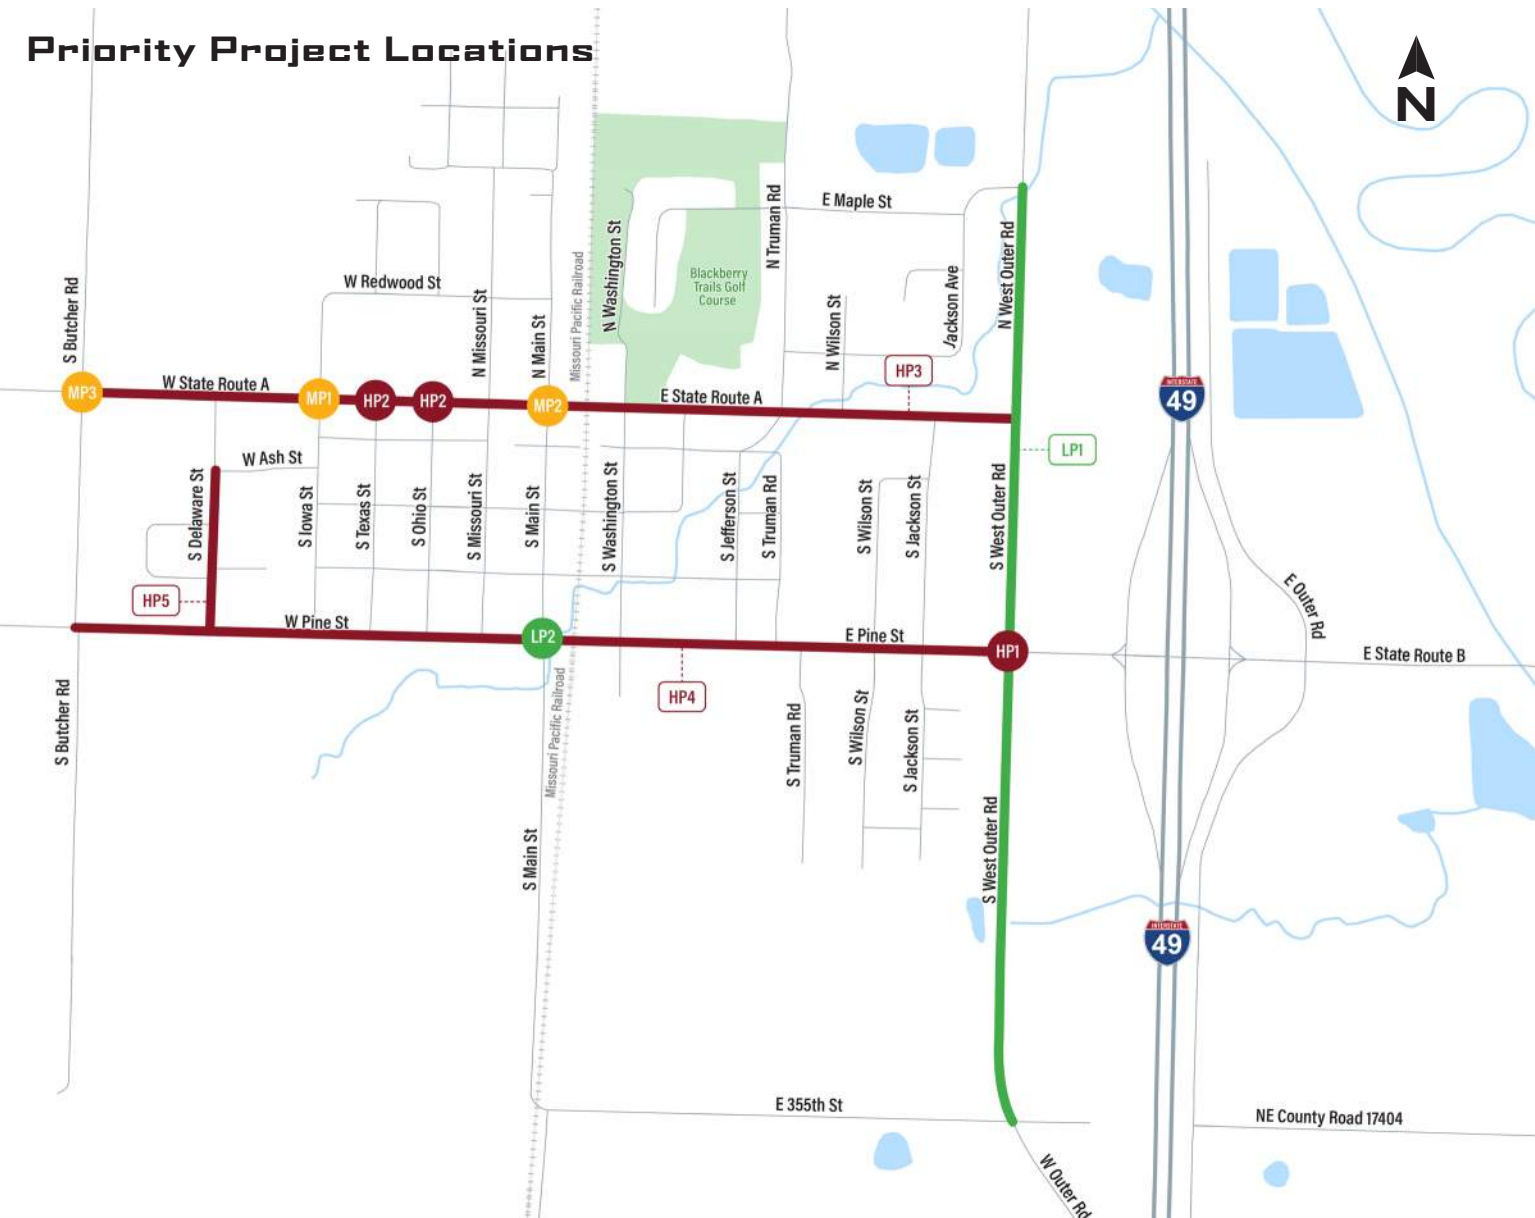 Priority Project Locations
N
E Maple St
N Truman Rd
N Washington St
N West Outer Rd
Missouri Pacific Railroad
Blackberry
Trails Golf
Course
Jackson Ave
W Redwood St
S Butcher Rd
N Missouri St
N Main St
N Wilson St
HP3
MP3
W State Route A
MP1
HP2
HP2
MP2
E State Route A
INTERSTATE
49
LP1
W Ash St
S Delaware St
S Iowa St
S Texas St
S Ohio St
S Missouri St
S Main St
S Washington St
S Jefferson St
S Truman Rd
S Wilson St
S Jackson St
S West Outer Rd
E Outer Rd
HP5
W Pine St
LP2
E Pine St
HP1
E State Route B
HP4
S Butcher Rd
Missouri Pacific Railroad
S Truman Rd
S Wilson St
S Jackson St
S Main St
S West Outer Rd
INTERSTATE
49
E 355th St
NE County Road 17404
W Outer Rd